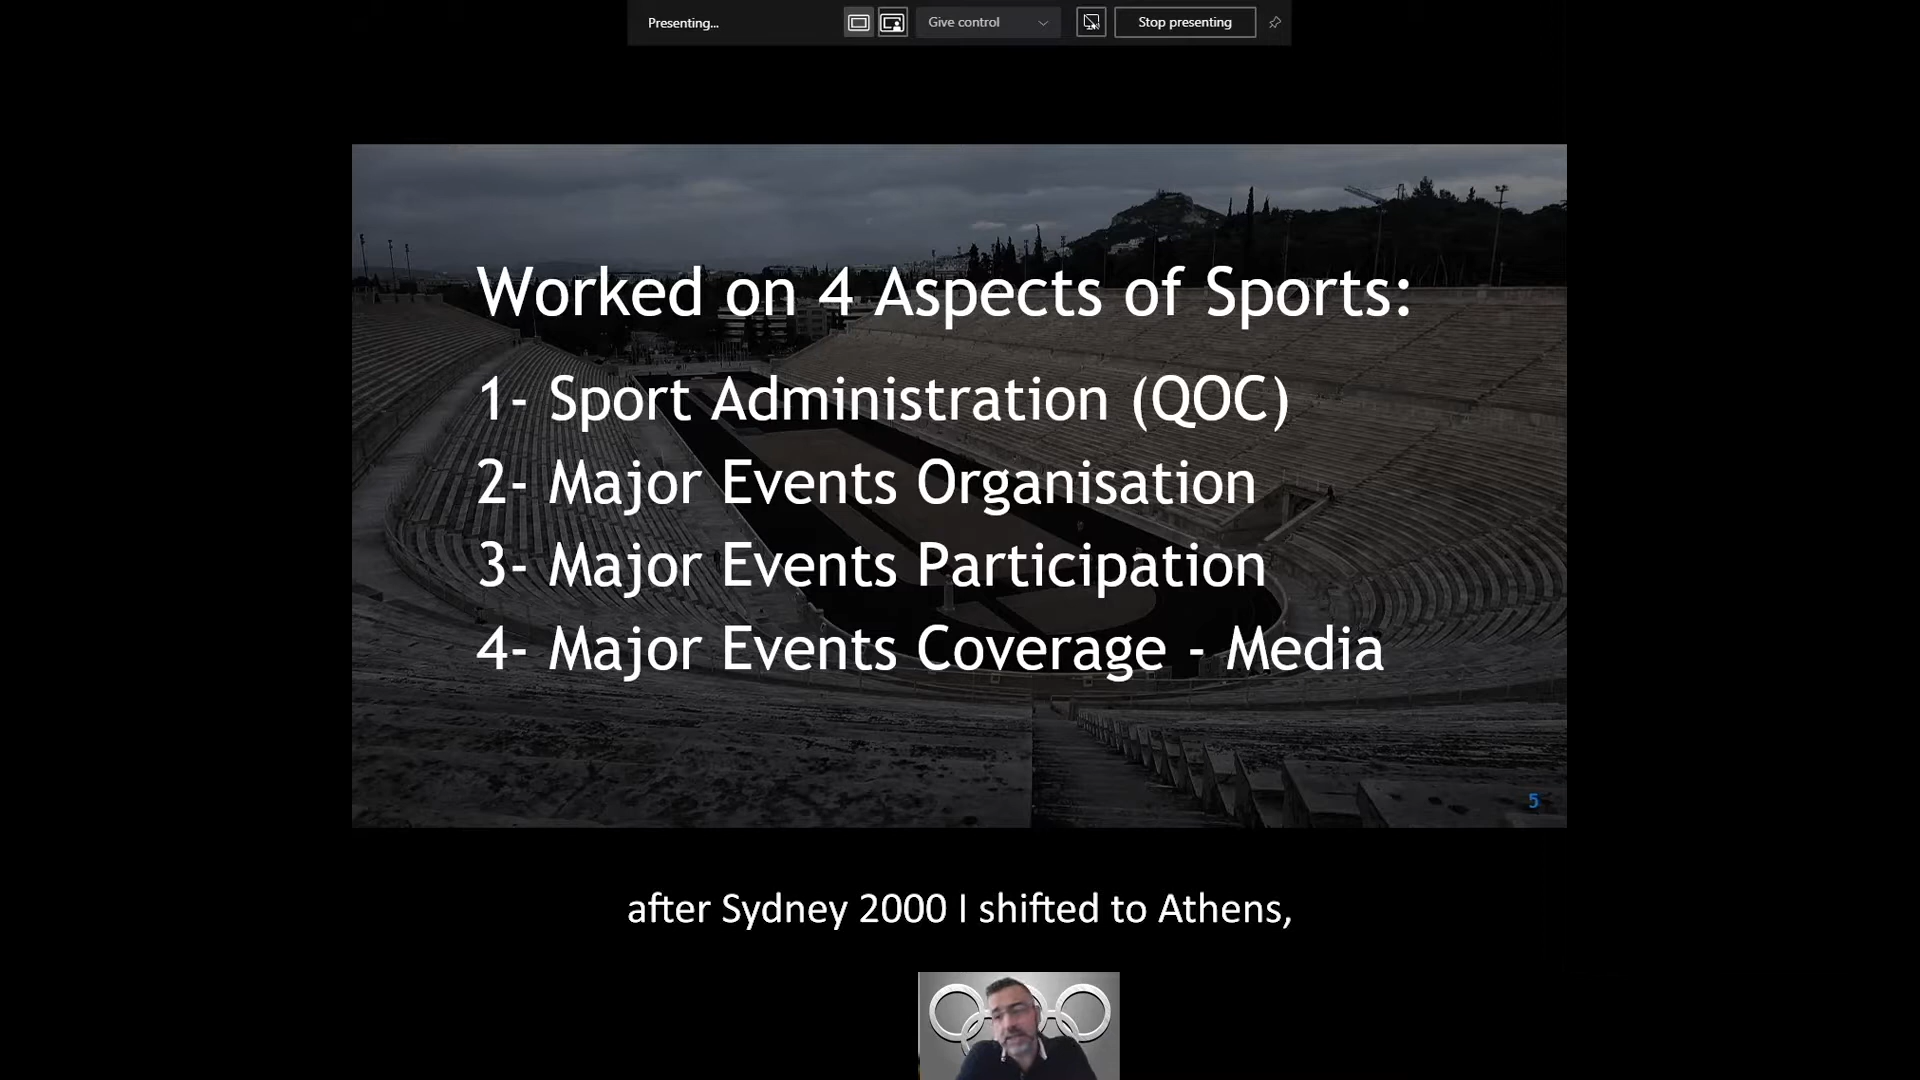 Presenting...
Give control
Stop presenting
Worked on 4 Aspects of Sports:
1- Sport Administration (QOC)
2- Major Events Organisation
3- Major Events Participation
4- Major Events Coverage - Media
5
after Sydney 2000 I shifted to Athens,